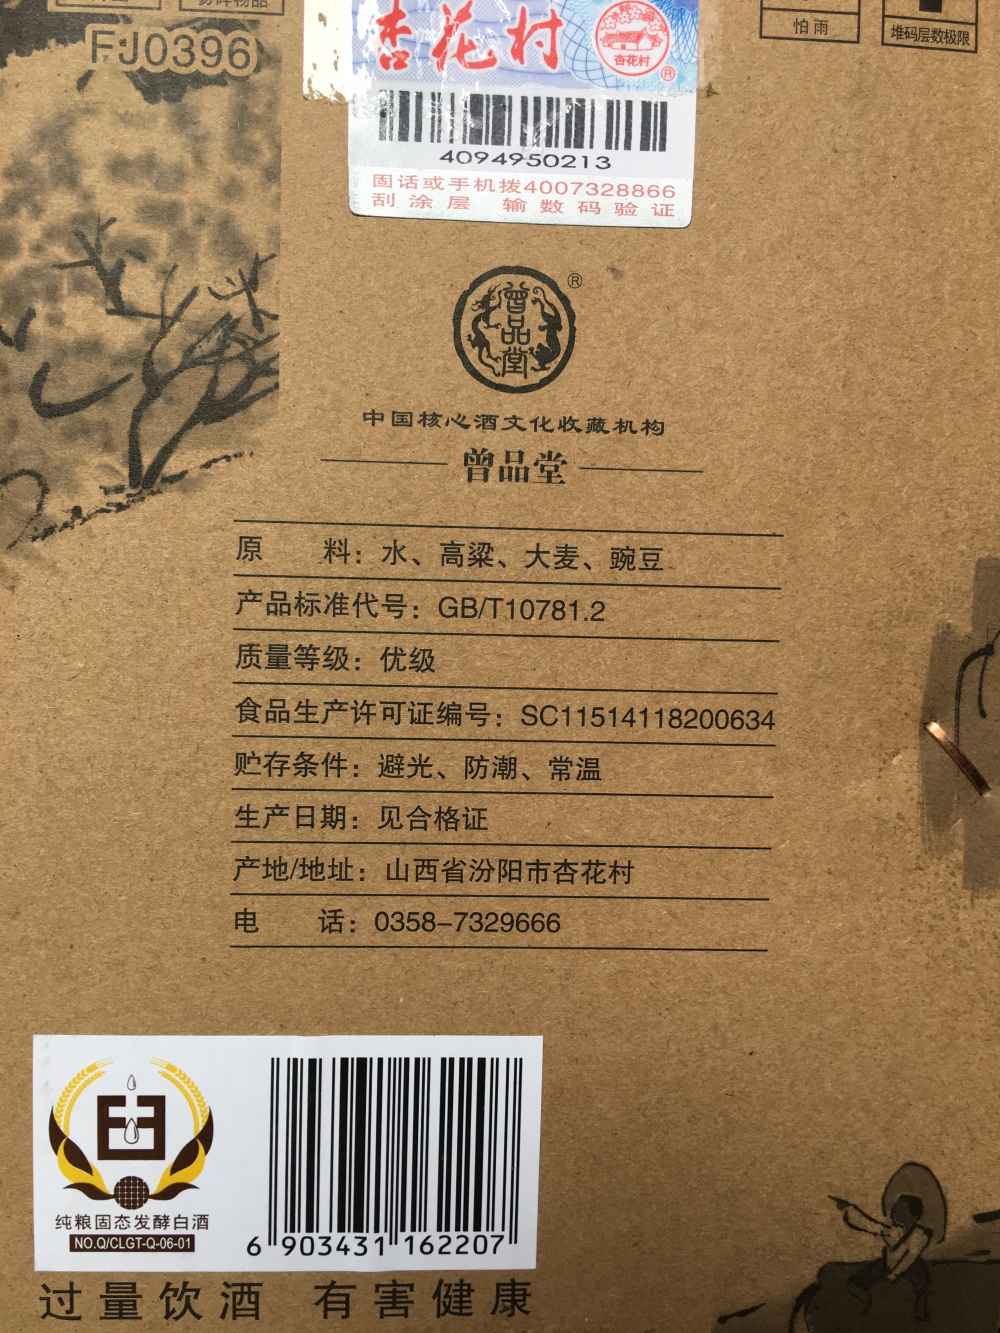 FJ0396
怕雨
堆码层数极限
杏花村
杏花村
®
4094950213
固话或手机拨4007328866
刮涂层 输数码验证
曾品堂
®
中国核心酒文化收藏机构
曾品堂
原 料：水、高粱、大麦、豌豆
产品标准代号：GB/T10781.2
质量等级：优级
食品生产许可证编号：SC11514118200634
贮存条件：避光、防潮、常温
生产日期：见合格证
产地/地址：山西省汾阳市杏花村
电 话：0358-7329666
纯粮固态发酵白酒
NO.Q/CLGT-Q-06-01
6 903431 162207
过量饮酒 有害健康